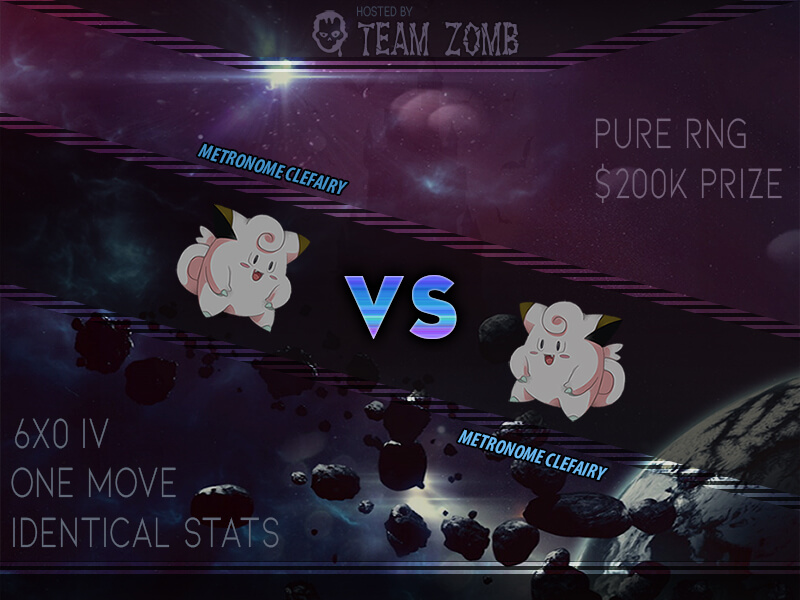 HOSTED BY
TEAM ZOMB
PURE RNG
$200K PRIZE
METRONOME CLEFAIRY
VS
METRONOME CLEFAIRY
6X0 IV
ONE MOVE
IDENTICAL STATS